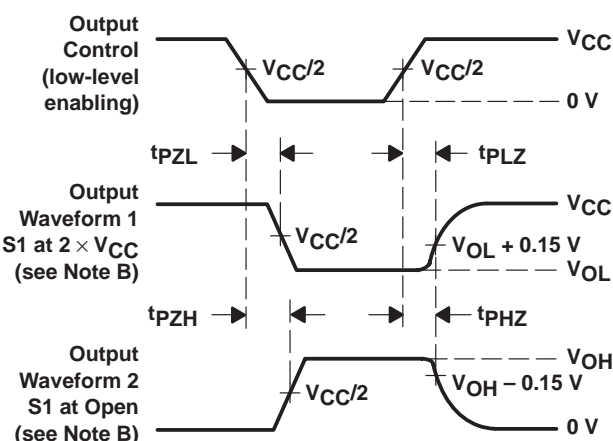 Output
Control
(low-level
enabling)
VCC/2
VCC/2
VCC
0 V
tPZL
tPLZ
Output
Waveform 1
S1 at 2 × VCC
(see Note B)
VCC/2
VCC
VOL + 0.15 V
VOL
tPZH
tPHZ
Output
Waveform 2
S1 at Open
(see Note B)
VCC/2
VOH
VOH – 0.15 V
0 V